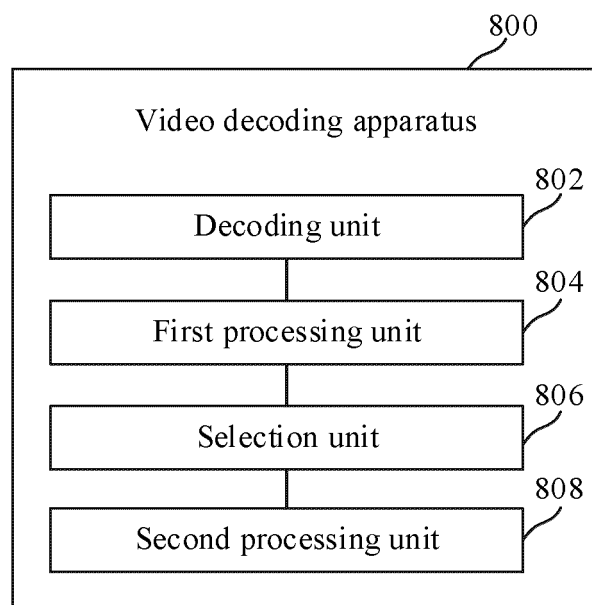 800
Video decoding apparatus
802
Decoding unit
804
First processing unit
806
Selection unit
808
Second processing unit